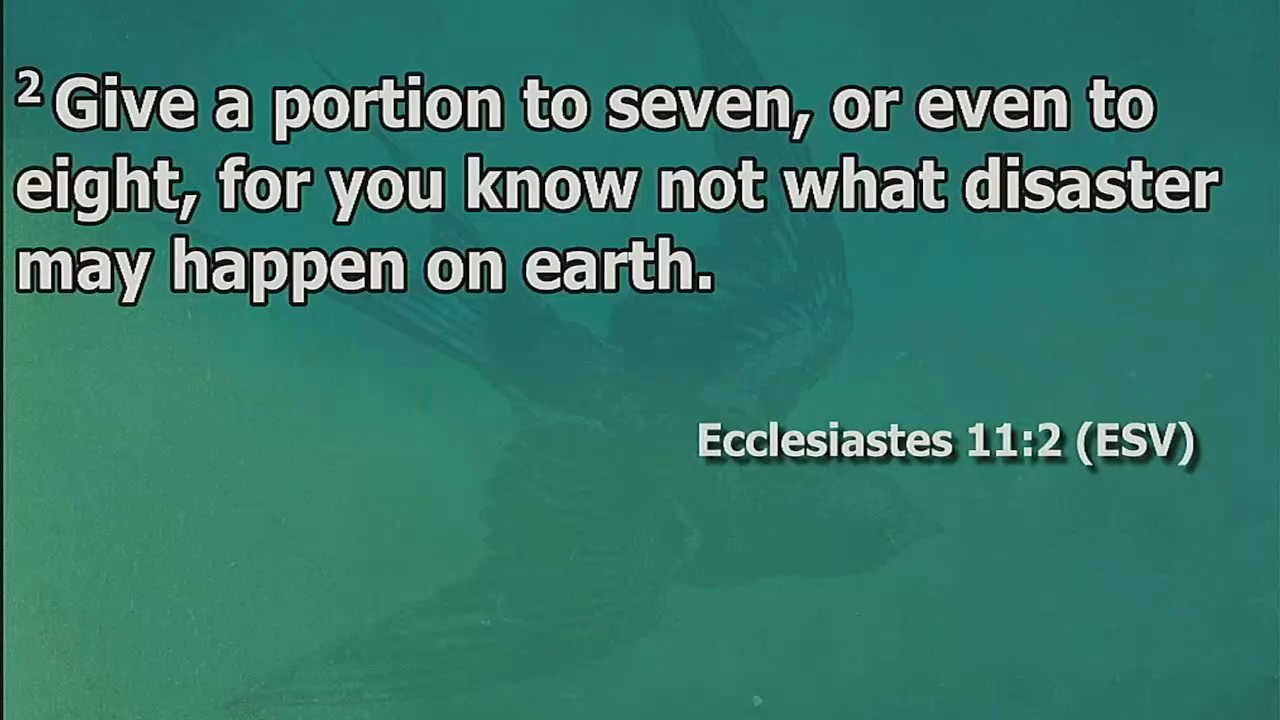 ² Give a portion to seven, or even to
eight, for you know not what disaster
may happen on earth.
Ecclesiastes 11:2 (ESV)